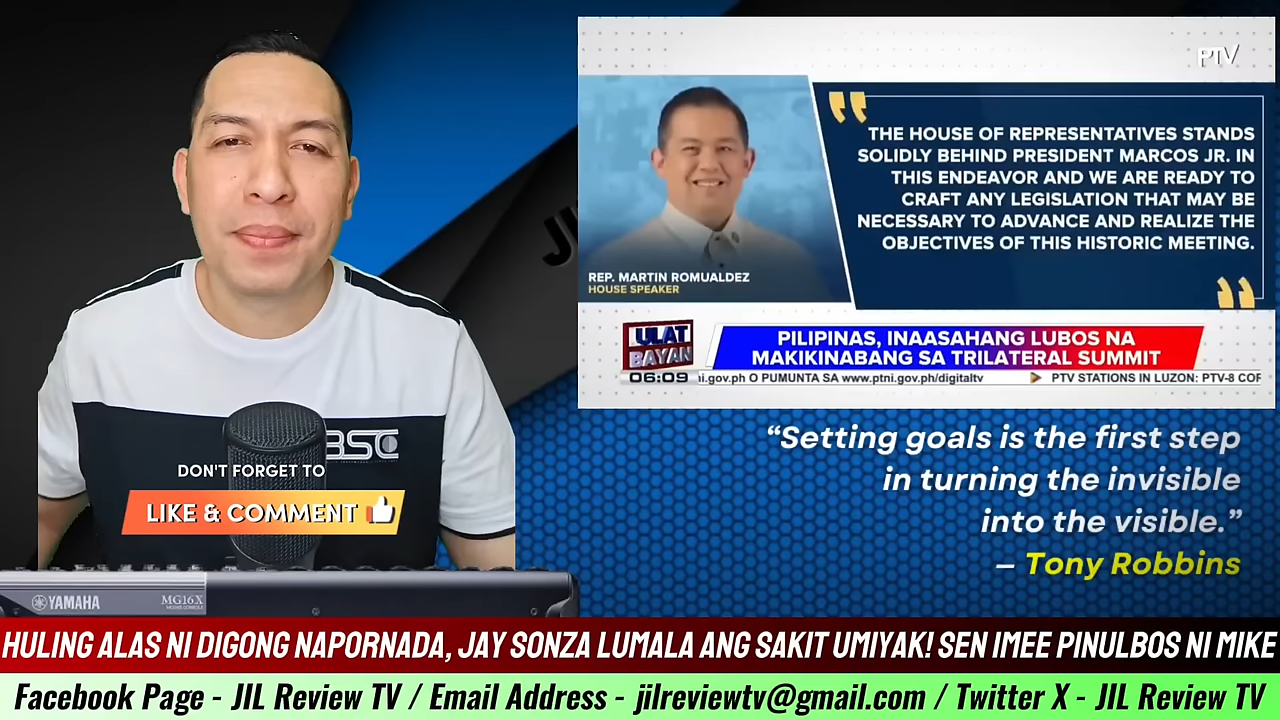 PTV
THE HOUSE OF REPRESENTATIVES STANDS
SOLIDLY BEHIND PRESIDENT MARCOS JR. IN
THIS ENDEAVOR AND WE ARE READY TO
CRAFT ANY LEGISLATION THAT MAY BE
NECESSARY TO ADVANCE AND REALIZE THE
OBJECTIVES OF THIS HISTORIC MEETING.
REP. MARTIN ROMUALDEZ
HOUSE SPEAKER
ULAT
BAYAN
PILIPINAS, INAASAHANG LUBOS NA
MAKIKINABANG SA TRILATERAL SUMMIT
06:09
ni.gov.ph O PUMUNTA SA www.ptni.gov.ph/digitaltv PTV STATIONS IN LUZON: PTV-8
“Setting goals is the first step
in turning the invisible
into the visible.”
– Tony Robbins
DON'T FORGET TO
LIKE & COMMENT
YAMAHA
MG16X
HULING ALAS NI DIGONG NAPORNADA, JAY SONZA LUMALA ANG SAKIT UMIYAK! SEN IMEE PINULBOS NI MIKE
Facebook Page - JIL Review TV / Email Address - jilreviewtv@gmail.com / Twitter X - JIL Review TV